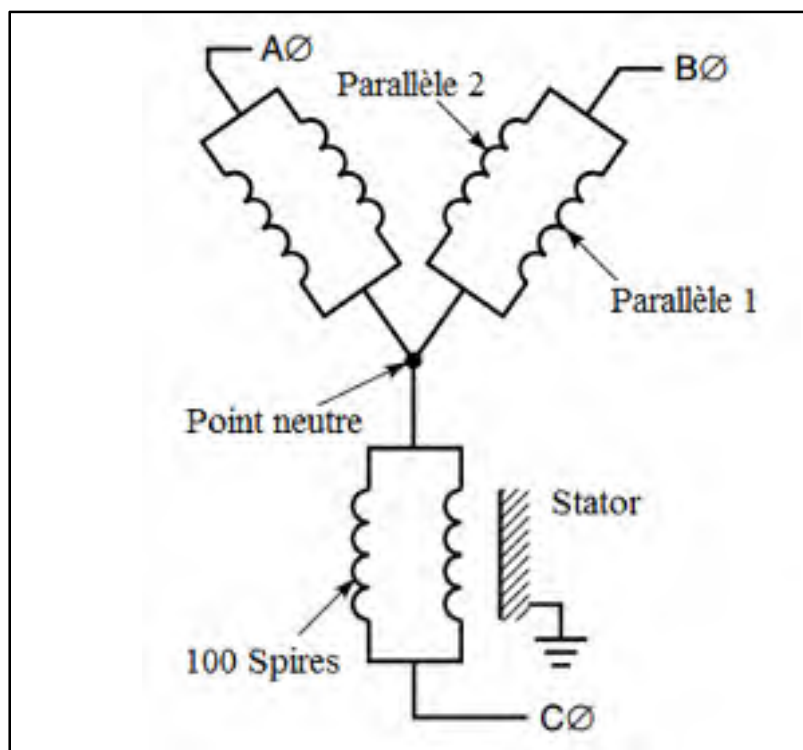 AØ
BØ
Parallèle 2
Parallèle 1
Point neutre
Stator
100 Spires
CØ